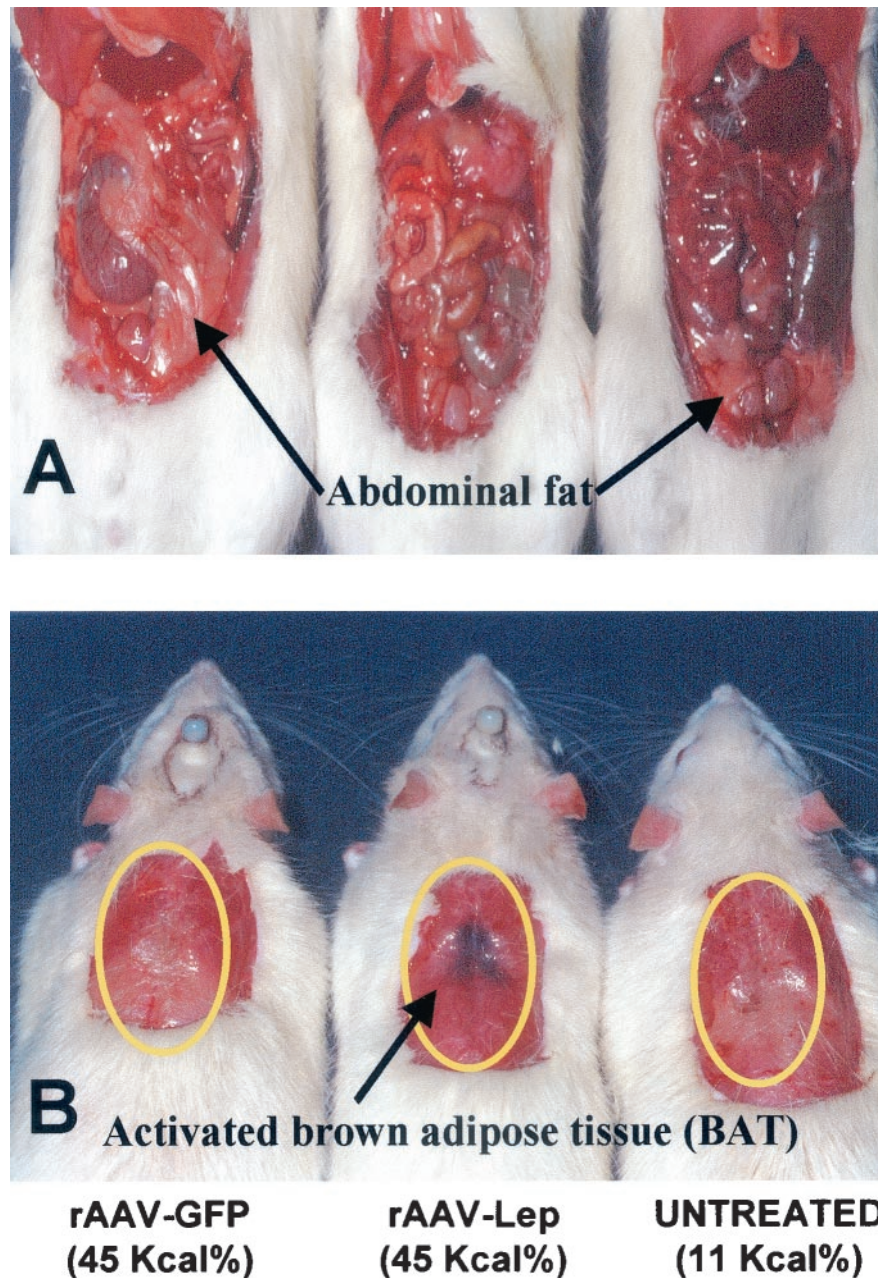 A
Abdominal fat
B
Activated brown adipose tissue (BAT)
rAAV-GFP rAAV-Lep UNTREATED
(45 Kcal%) (45 Kcal%) (11 Kcal%)